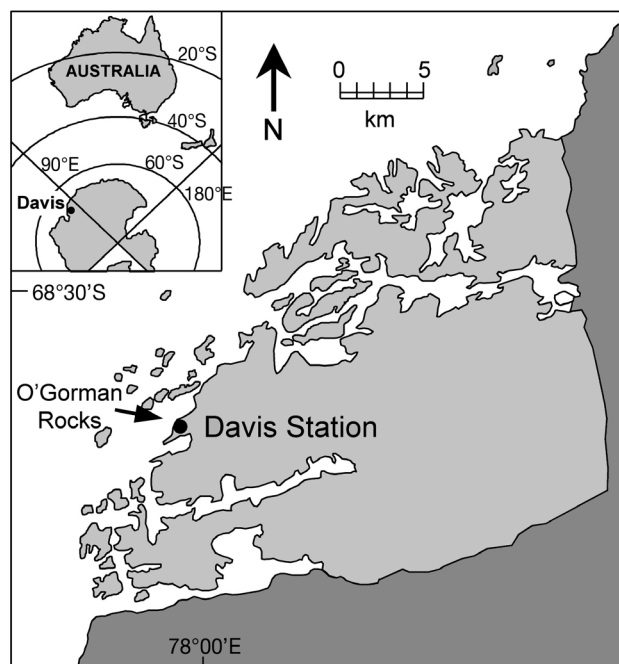 20°S
AUSTRALIA
40°S
60°S
90°E
180°E
Davis
0 5
km
N
68°30'S
O'Gorman
Rocks
Davis Station
78°00'E